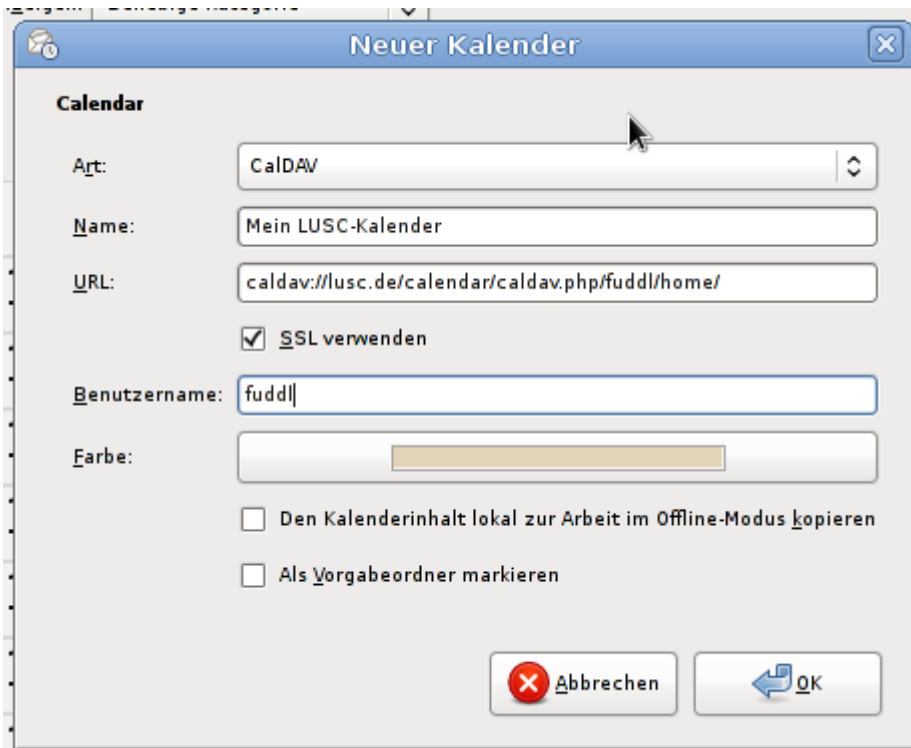 Neuer Kalender
Calendar
Art: CalDAV
Name: Mein LUSC-Kalender
URL: caldav://lusc.de/calendar/caldav.php/fuddl/home/
SSL verwenden
Benutzername: fuddl
Farbe:
Den Kalenderinhalt lokal zur Arbeit im Offline-Modus kopieren
Als Vorgabeordner markieren
Abbrechen OK